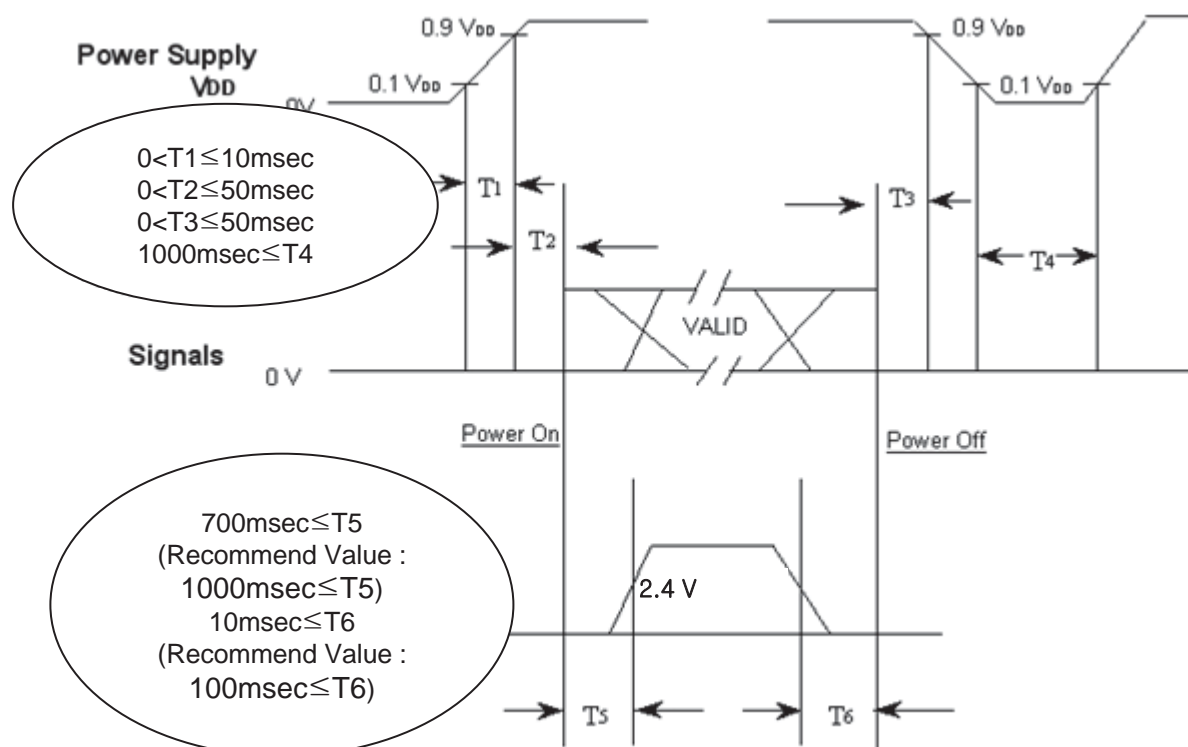 Power Supply
VDD
0.9 VDD
0.1 VDD
0V
0.9 VDD
0.1 VDD
0<T1≦10msec
0<T2≦50msec
0<T3≦50msec
1000msec≦T4
T1
T2
T3
T4
VALID
Signals
0 V
Power On
Power Off
700msec≦T5
(Recommend Value :
1000msec≦T5)
10msec≦T6
(Recommend Value :
100msec≦T6)
2.4 V
T5
T6